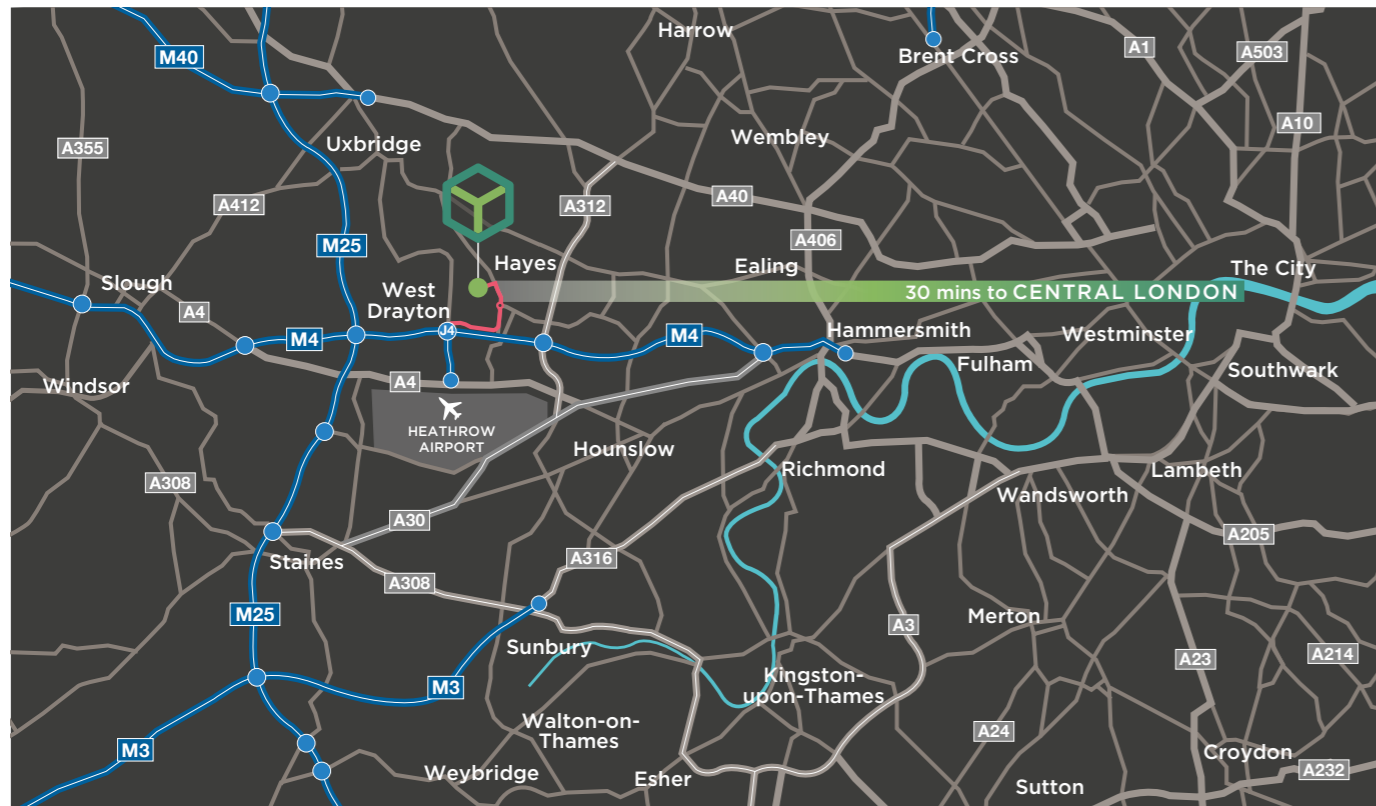 Harrow
Brent Cross
A1
A503
M40
A10
Wembley
A355
Uxbridge
A40
A412
A312
A406
M25
Hayes
Ealing
The City
Slough
West
Drayton
30 mins to CENTRAL LONDON
A4
J4
Hammersmith
Westminster
M4
M4
Fulham
Southwark
Windsor
A4
HEATHROW
AIRPORT
Hounslow
Richmond
Lambeth
A308
Wandsworth
A30
A205
Staines
A316
A308
M25
Merton
A3
Sunbury
A214
A23
Kingston-
upon-Thames
M3
Walton-on-
Thames
A24
M3
Croydon
Weybridge
Esher
A232
Sutton